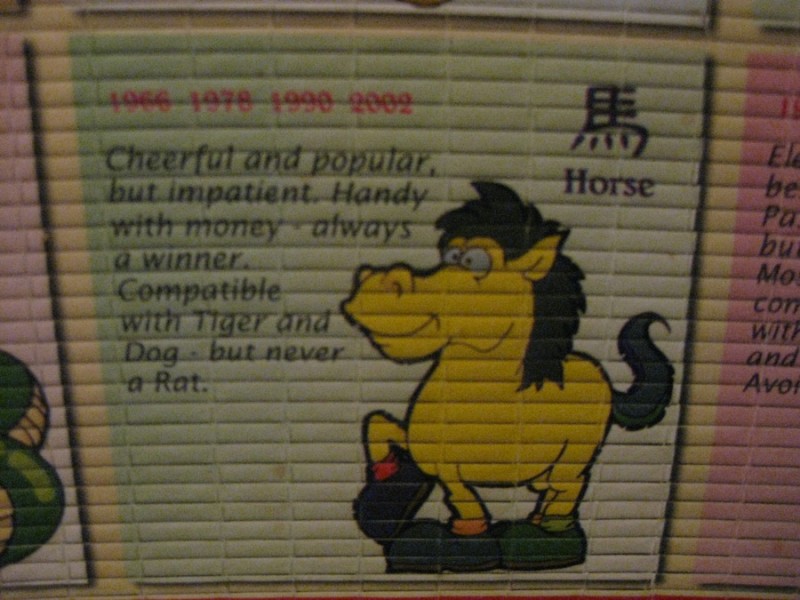 1966 1978 1990 2002
馬
Horse
Cheerful and popular,
but impatient. Handy
with money - always
a winner.
Compatible
with Tiger and
Dog - but never
a Rat.